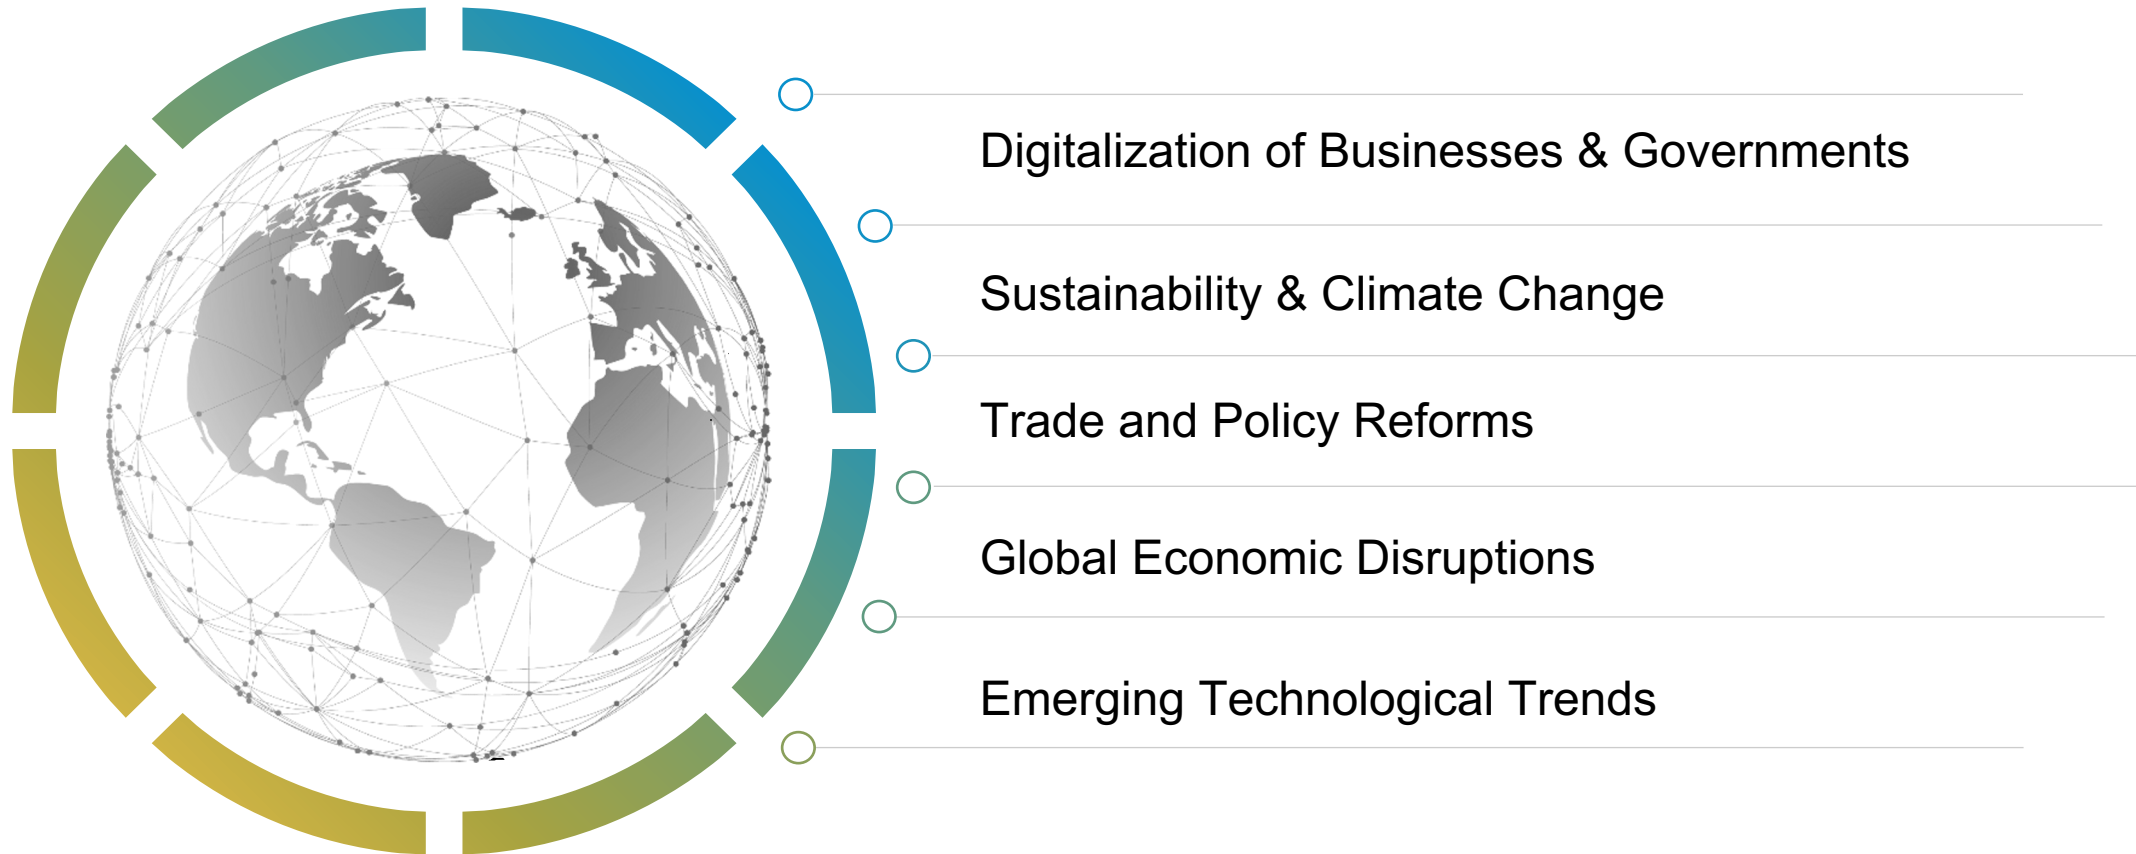 Digitalization of Businesses & Governments
Sustainability & Climate Change
Trade and Policy Reforms
Global Economic Disruptions
Emerging Technological Trends